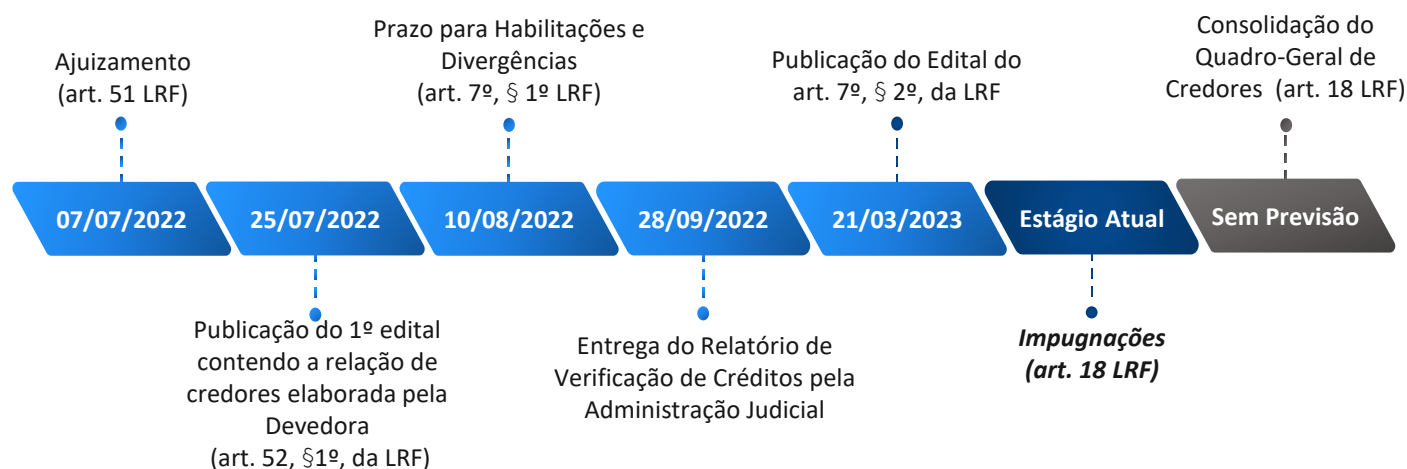 Ajuizamento
(art. 51 LRF)
Prazo para Habilitações e
Divergências
(art. 7º, § 1º LRF)
Publicação do Edital do
art. 7º, § 2º, da LRF
Consolidação do
Quadro-Geral de
Credores (art. 18 LRF)
07/07/2022
25/07/2022
10/08/2022
28/09/2022
21/03/2023
Estágio Atual
Sem Previsão
Publicação do 1º edital
contendo a relação de
credores elaborada pela
Devedora
(art. 52, §1º, da LRF)
Entrega do Relatório de
Verificação de Créditos pela
Administração Judicial
Impugnações
(art. 18 LRF)